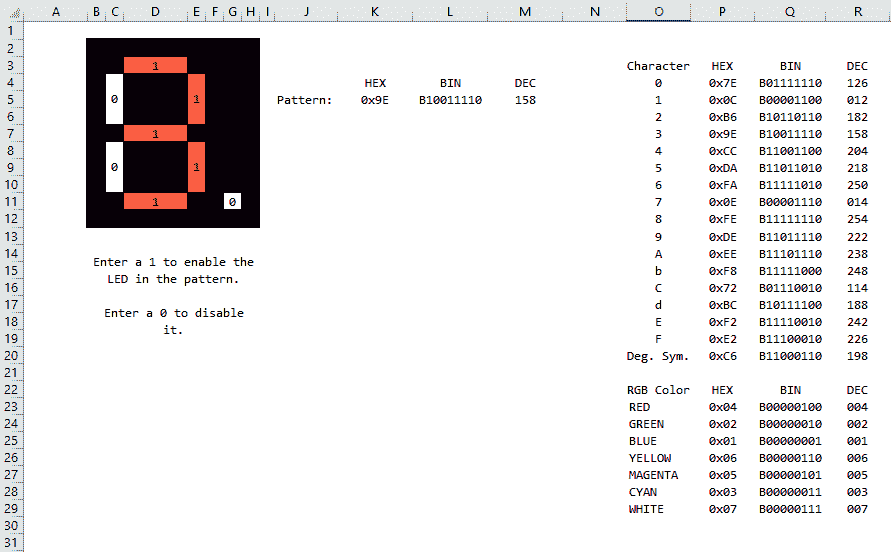 A B C D E F G H I J K L M N O P Q R
1
2
3 1 Character HEX BIN DEC
4 HEX BIN DEC 0 0x7E B01111110 126
5 0 1 Pattern: 0x9E B10011110 158 1 0x0C B00001100 012
6 2 0xB6 B10110110 182
7 1 3 0x9E B10011110 158
8 4 0xCC B11001100 204
9 0 1 5 0xDA B11011010 218
10 6 0xFA B11111010 250
11 1 0 7 0x0E B00001110 014
12 8 0xFE B11111110 254
13 9 0xDE B11011110 222
14 Enter a 1 to enable the A 0xEE B11101110 238
15 LED in the pattern. b 0xF8 B11111000 248
16 C 0x72 B01110010 114
17 Enter a 0 to disable d 0xBC B10111100 188
18 it. E 0xF2 B11110010 242
19 F 0xE2 B11100010 226
20 Deg. Sym. 0xC6 B11000110 198
21
22 RGB Color HEX BIN DEC
23 RED 0x04 B00000100 004
24 GREEN 0x02 B00000010 002
25 BLUE 0x01 B00000001 001
26 YELLOW 0x06 B00000110 006
27 MAGENTA 0x05 B00000101 005
28 CYAN 0x03 B00000011 003
29 WHITE 0x07 B00000111 007
30
31